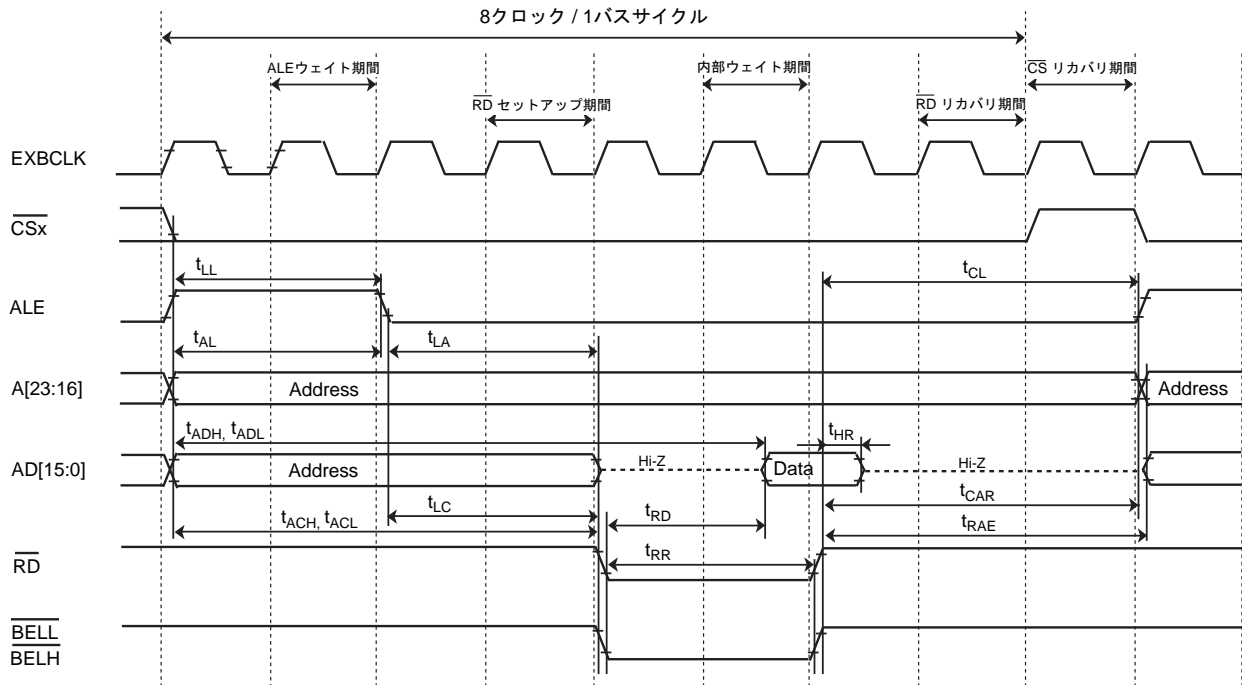 8クロック / 1バスサイクル
ALEウェイト期間
内部ウェイト期間
CS リカバリ期間
RD セットアップ期間
RD リカバリ期間
EXBCLK
CSx
tLL
tCL
ALE
tAL
tLA
A[23:16]
Address
Address
tADH, tADL
tHR
AD[15:0]
Address
Hi-Z
Data
Hi-Z
tLC
tCAR
tACH, tACL
tRD
tRAE
tRR
RD
BELL
BELH